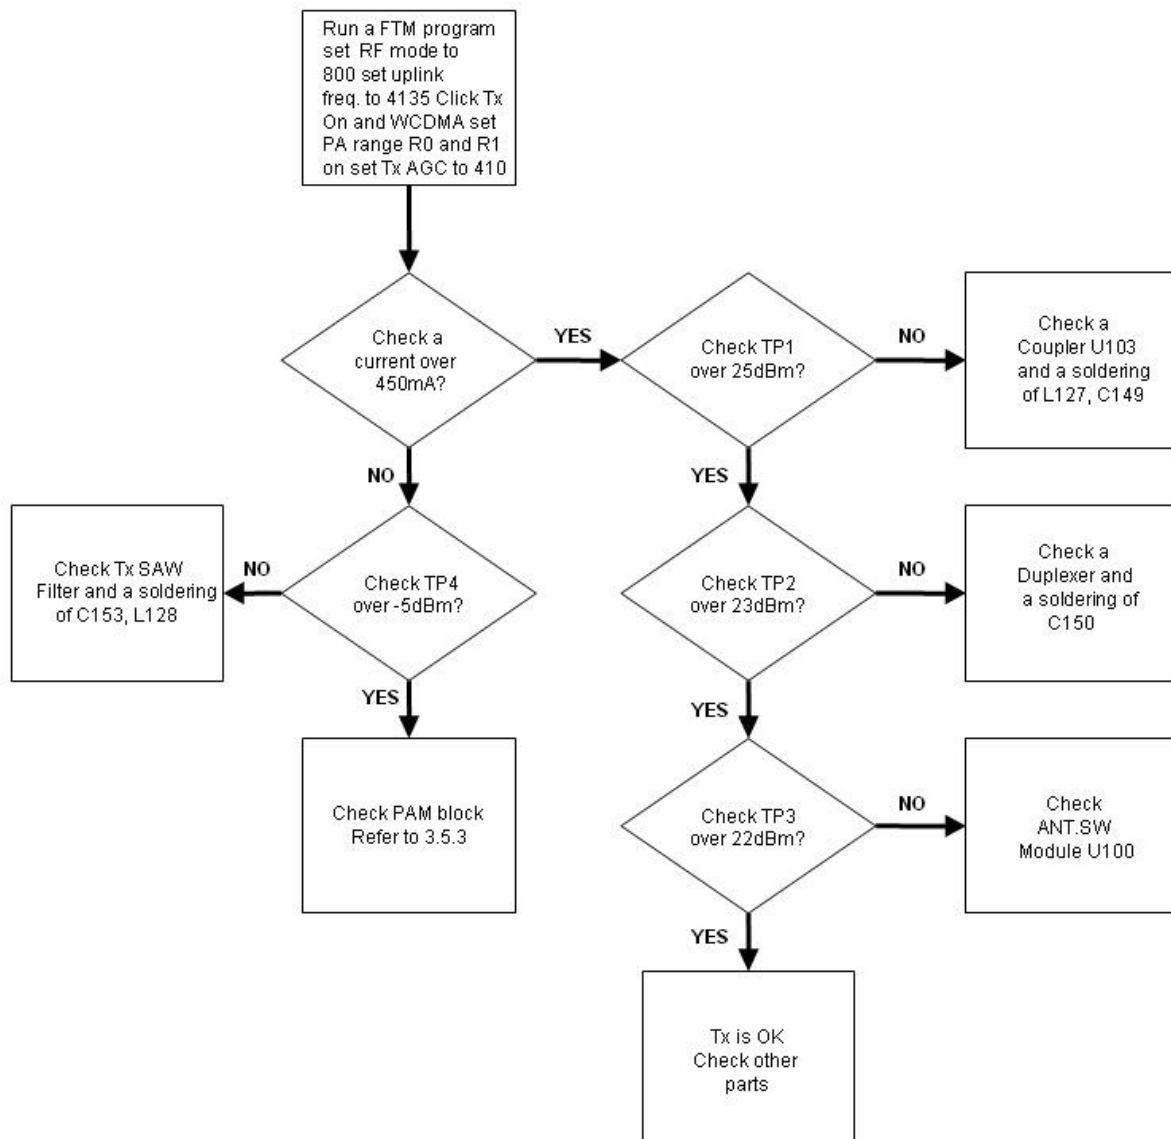 Run a FTM program
set RF mode to
800 set uplink
freq. to 4135 Click Tx
On and WCDMA set
PA range R0 and R1
on set Tx AGC to 410
Check a
current over
450mA?
YES
Check TP1
over 25dBm?
NO
Check a
Coupler U103
and a soldering
of L127, C149
NO
YES
Check Tx SAW
Filter and a soldering
of C153, L128
NO
Check TP4
over -5dBm?
Check TP2
over 23dBm?
NO
Check a
Duplexer and
a soldering of
C150
YES
YES
Check PAM block
Refer to 3.5.3
Check TP3
over 22dBm?
NO
Check
ANT.SW
Module U100
YES
Tx is OK
Check other
parts